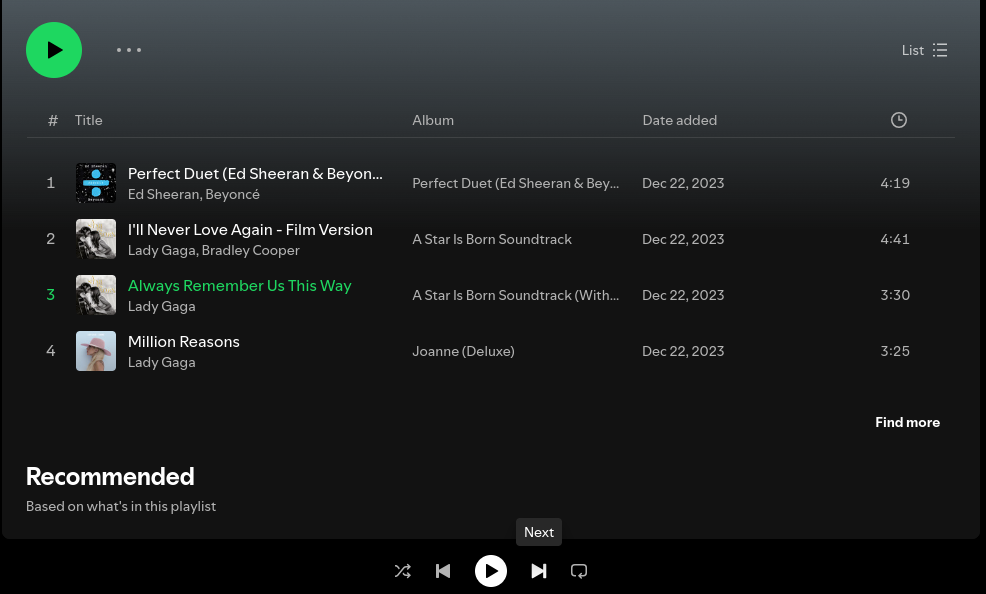 List
# Title Album Date added
1 Perfect Duet (Ed Sheeran & Beyon... Perfect Duet (Ed Sheeran & Bey... Dec 22, 2023 4:19
Ed Sheeran, Beyoncé
2 I'll Never Love Again - Film Version A Star Is Born Soundtrack Dec 22, 2023 4:41
Lady Gaga, Bradley Cooper
3 Always Remember Us This Way A Star Is Born Soundtrack (With... Dec 22, 2023 3:30
Lady Gaga
4 Million Reasons Joanne (Deluxe) Dec 22, 2023 3:25
Lady Gaga
Find more
Recommended
Based on what's in this playlist
Next